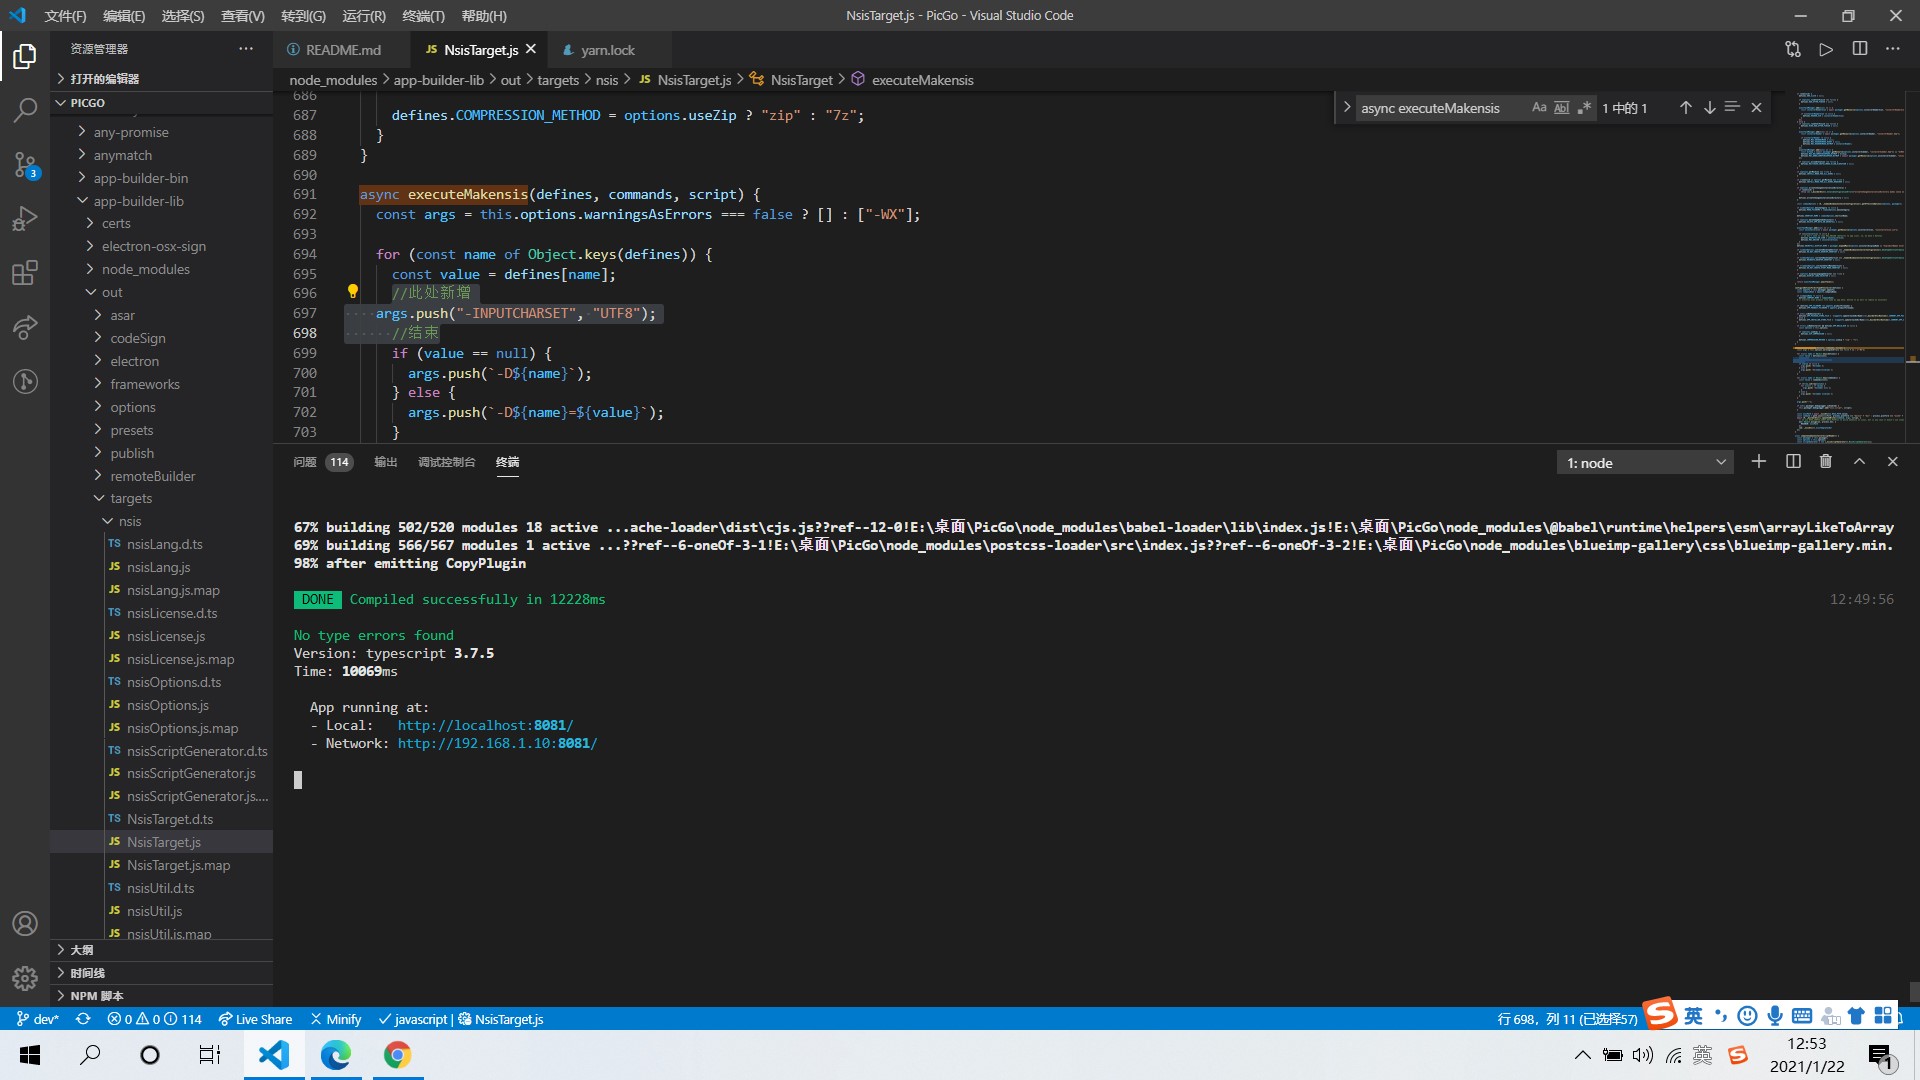 文件(F) 编辑(E) 选择(S) 查看(V) 转到(G) 运行(R) 终端(T) 帮助(H)
NsisTarget.js - PicGo - Visual Studio Code
资源管理器
README.md
JS NsisTarget.js
yarn.lock
打开的编辑器
node_modules > app-builder-lib > out > targets > nsis > JS NsisTarget.js > NsisTarget > executeMakensis
PICGO
any-promise
anymatch
app-builder-bin
app-builder-lib
certs
electron-osx-sign
node_modules
out
asar
codeSign
electron
frameworks
options
presets
publish
remoteBuilder
targets
nsis
TS nsisLang.d.ts
JS nsisLang.js
JS nsisLang.js.map
TS nsisLicense.d.ts
JS nsisLicense.js
JS nsisLicense.js.map
TS nsisOptions.d.ts
JS nsisOptions.js
JS nsisOptions.js.map
TS nsisScriptGenerator.d.ts
JS nsisScriptGenerator.js
JS nsisScriptGenerator.js....
TS NsisTarget.d.ts
JS NsisTarget.js
JS NsisTarget.js.map
TS nsisUtil.d.ts
JS nsisUtil.js
JS nsisUtil.js.map
大纲
时间线
NPM 脚本
3
async executeMakensis
Aa Abl .*
1 中的 1
686
687 defines.COMPRESSION_METHOD = options.useZip ? "zip" : "7z";
688 }
689 }
690
691 async executeMakensis(defines, commands, script) {
692 const args = this.options.warningsAsErrors === false ? [] : ["-WX"];
693
694 for (const name of Object.keys(defines)) {
695 const value = defines[name];
696 //此处新增
697 args.push("-INPUTCHARSET", "UTF8");
698 //结束
699 if (value == null) {
700 args.push(`-D${name}`);
701 } else {
702 args.push(`-D${name}=${value}`);
703 }
问题 114 输出 调试控制台 终端
1: node
67% building 502/520 modules 18 active ...ache-loader\dist\cjs.js??ref--12-0!E:\桌面\PicGo\node_modules\babel-loader\lib\index.js!E:\桌面\PicGo\node_modules\@babel\runtime\helpers\esm\arrayLikeToArray
69% building 566/567 modules 1 active ...??ref--6-oneOf-3-1!E:\桌面\PicGo\node_modules\postcss-loader\src\index.js??ref--6-oneOf-3-2!E:\桌面\PicGo\node_modules\blueimp-gallery\css\blueimp-gallery.min.
98% after emitting CopyPlugin
DONE Compiled successfully in 12228ms
12:49:56
No type errors found
Version: typescript 3.7.5
Time: 10069ms
App running at:
- Local: http://localhost:8081/
- Network: http://192.168.1.10:8081/
dev* 0 0 114 Live Share Minify javascript | NsisTarget.js
行 698，列 11 (已选择57)
英
英
12:53
2021/1/22
1